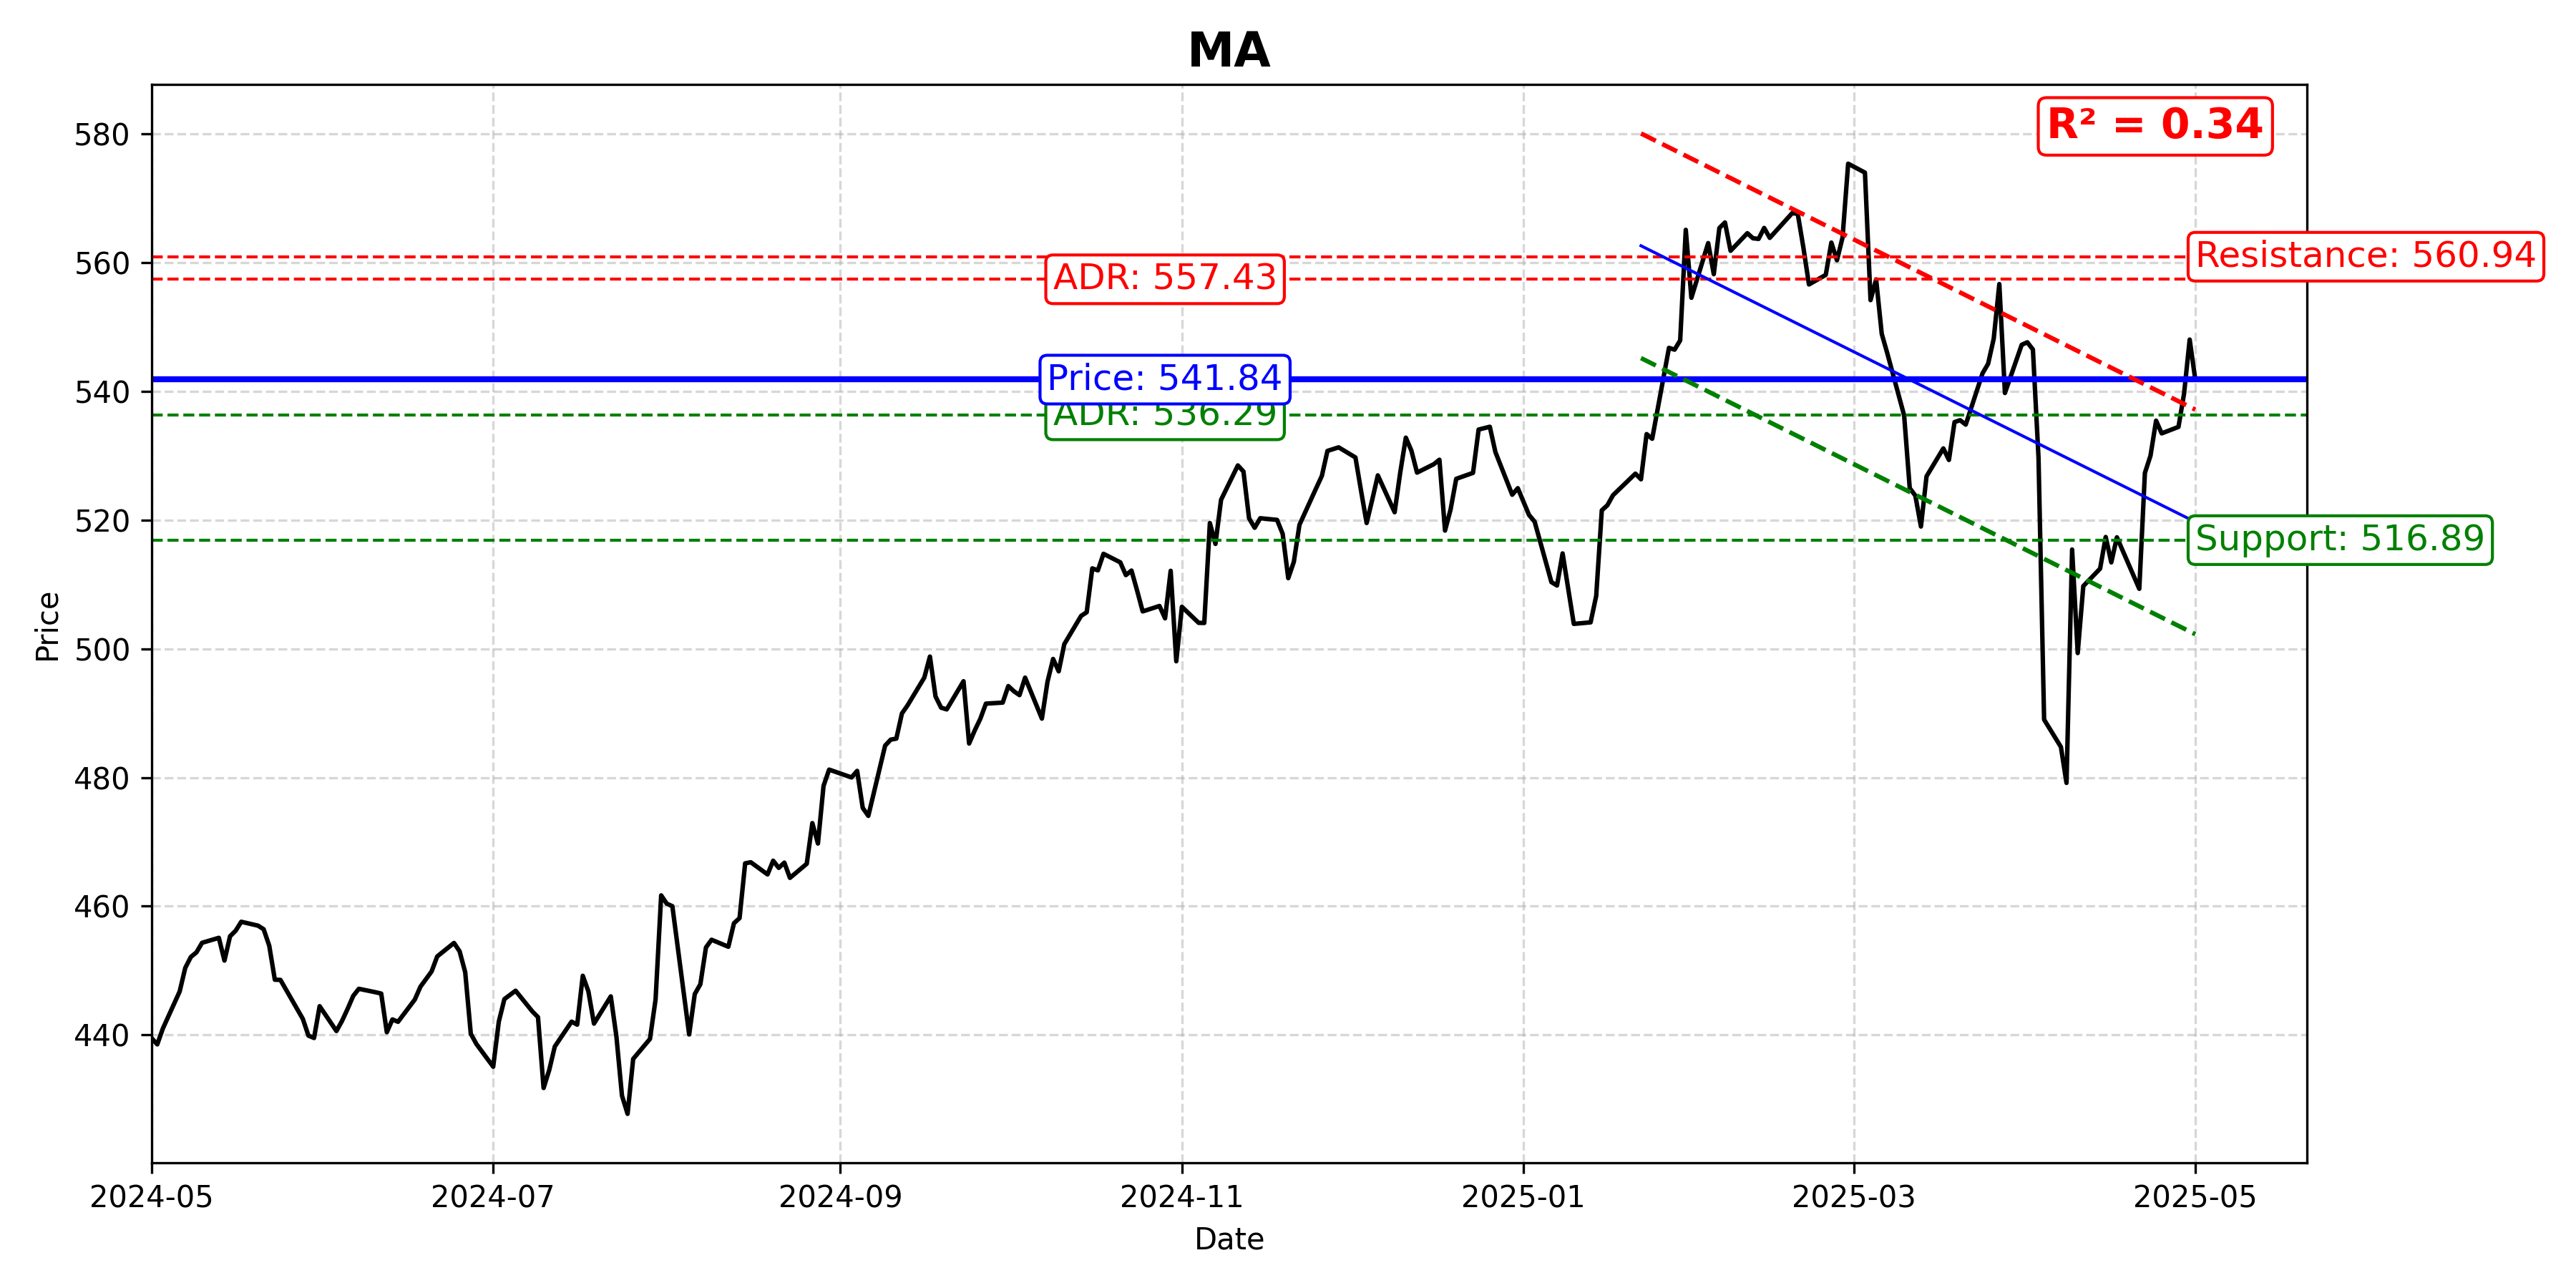 MA
R² = 0.34
580
560
540
520
500
480
460
440
Price
Resistance: 560.94
ADR: 557.43
Price: 541.84
ADR: 536.29
Support: 516.89
2024-05
2024-07
2024-09
2024-11
2025-01
2025-03
2025-05
Date